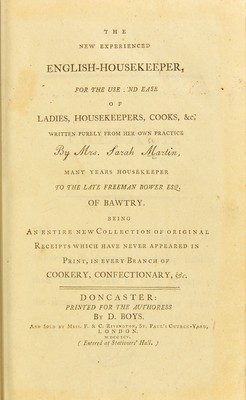 THE
NEW EXPERIENCED
ENGLISH-HOUSEKEEPER,
FOR THE USE AND EASE
OF
LADIES, HOUSEKEEPERS, COOKS, &c.
WRITTEN PURELY FROM HER OWN PRACTICE
By Mrs. Sarah Martin,
MANY YEARS HOUSEKEEPER
TO THE LATE FREEMAN BOWER ESQ.
OF BAWTRY.
BEING
AN ENTIRE NEW COLLECTION OF ORIGINAL
RECEIPTS WHICH HAVE NEVER APPEARED IN
PRINT, IN EVERY BRANCH OF
COOKERY, CONFECTIONARY, &c.
DONCASTER:
PRINTED FOR THE AUTHORESS
BY D. BOYS.
AND SOLD BY MESS. F. & C. RIVINGTON, ST. PAUL'S CHURCH-YARD,
LONDON.
(Entered at Stationers' Hall.)